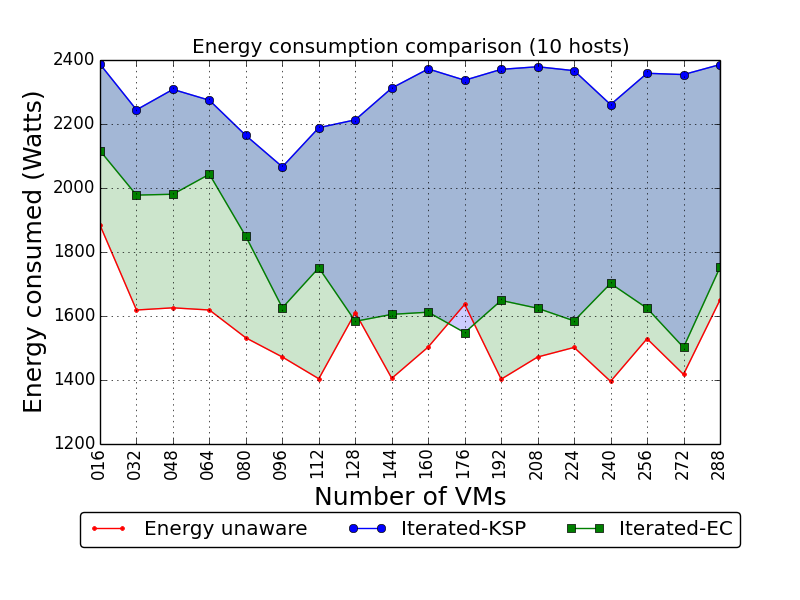 Energy consumption comparison (10 hosts)
2400
2200
2000
1800
1600
1400
1200
Energy consumed (Watts)
016 032 048 064 080 096 112 128 144 160 176 192 208 224 240 256 272 288
Number of VMs
Energy unaware Iterated-KSP Iterated-EC